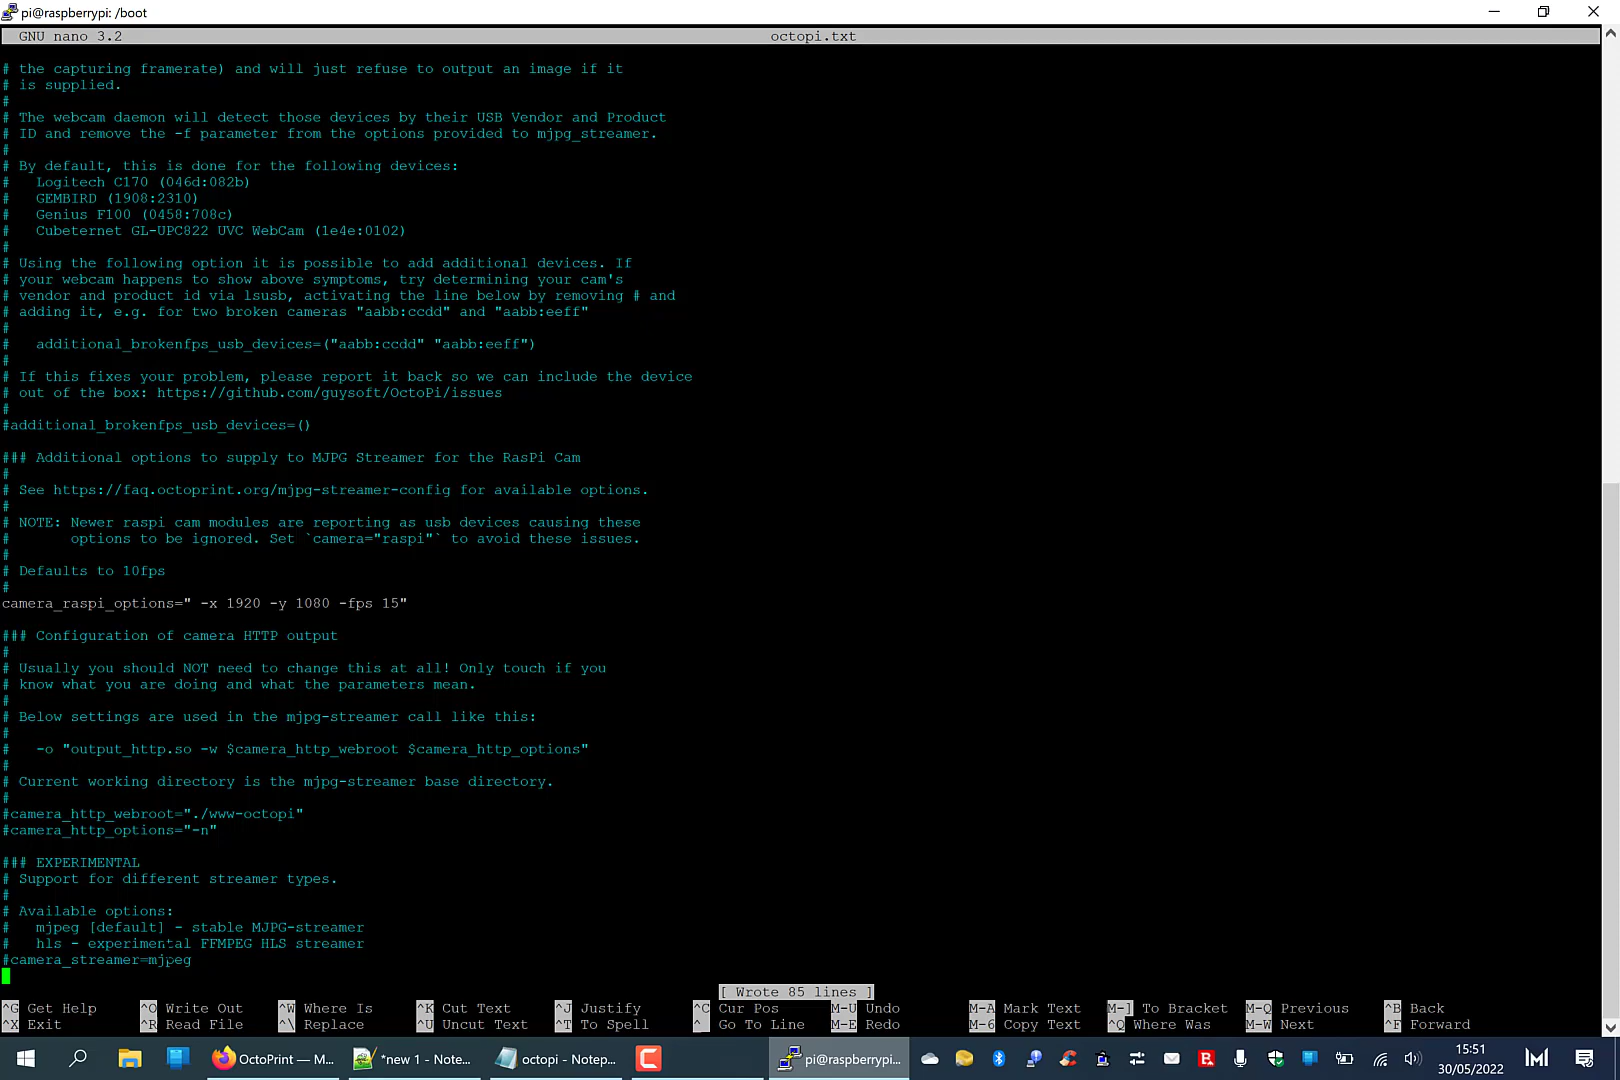 pi@raspberrypi: /boot
GNU nano 3.2 octopi.txt
# the capturing framerate) and will just refuse to output an image if it
# is supplied.
#
# The webcam daemon will detect those devices by their USB Vendor and Product
# ID and remove the -f parameter from the options provided to mjpg_streamer.
#
# By default, this is done for the following devices:
#   Logitech C170 (046d:082b)
#   GEMBIRD (1908:2310)
#   Genius F100 (0458:708c)
#   Cubeternet GL-UPC822 UVC WebCam (1e4e:0102)
#
# Using the following option it is possible to add additional devices. If
# your webcam happens to show above symptoms, try determining your cam's
# vendor and product id via lsusb, activating the line below by removing # and
# adding it, e.g. for two broken cameras "aabb:ccdd" and "aabb:eeff"
#
#   additional_brokenfps_usb_devices=("aabb:ccdd" "aabb:eeff")
#
# If this fixes your problem, please report it back so we can include the device
# out of the box: https://github.com/guysoft/OctoPi/issues
#
#additional_brokenfps_usb_devices=()
### Additional options to supply to MJPG Streamer for the RasPi Cam
#
# See https://faq.octoprint.org/mjpg-streamer-config for available options.
#
# NOTE: Newer raspi cam modules are reporting as usb devices causing these
#       options to be ignored. Set `camera="raspi"` to avoid these issues.
#
# Defaults to 10fps
#
camera_raspi_options=" -x 1920 -y 1080 -fps 15"
### Configuration of camera HTTP output
#
# Usually you should NOT need to change this at all! Only touch if you
# know what you are doing and what the parameters mean.
#
# Below settings are used in the mjpg-streamer call like this:
#
#   -o "output_http.so -w $camera_http_webroot $camera_http_options"
#
# Current working directory is the mjpg-streamer base directory.
#
#camera_http_webroot="./www-octopi"
#camera_http_options="-n"
### EXPERIMENTAL
# Support for different streamer types.
#
# Available options:
#   mjpeg [default] - stable MJPG-streamer
#   hls - experimental FFMPEG HLS streamer
#camera_streamer=mjpeg
[ Wrote 85 lines ]
^G Get Help ^O Write Out ^W Where Is ^K Cut Text ^J Justify ^C Cur Pos M-U Undo M-A Mark Text M-] To Bracket M-Q Previous ^B Back
^X Exit ^R Read File ^\ Replace ^U Uncut Text ^T To Spell ^_ Go To Line M-E Redo M-6 Copy Text ^Q Where Was M-W Next ^F Forward
OctoPrint — M... *new 1 - Note... octopi - Notep... pi@raspberrypi... 15:51
30/05/2022